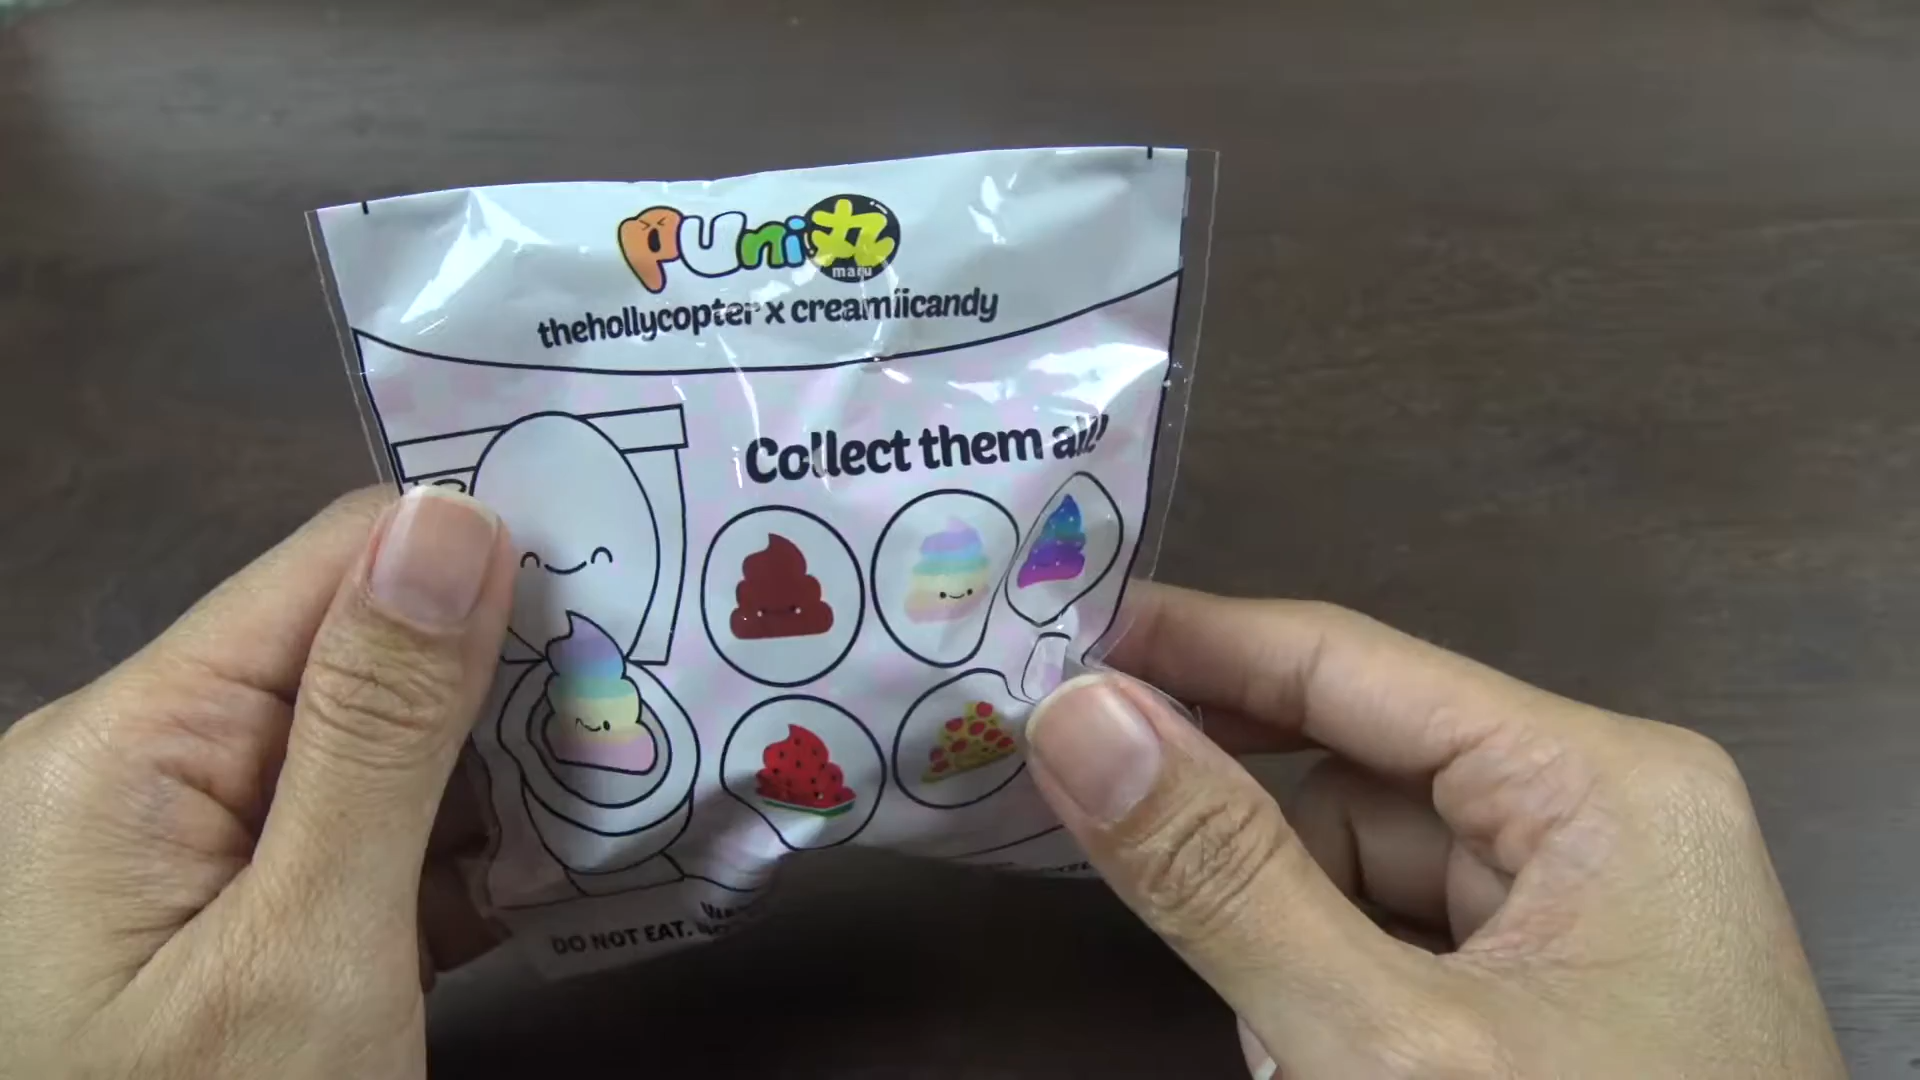 PUni丸
maru
thehollycopter x creamiicandy
Collect them all!
DO NOT EAT.